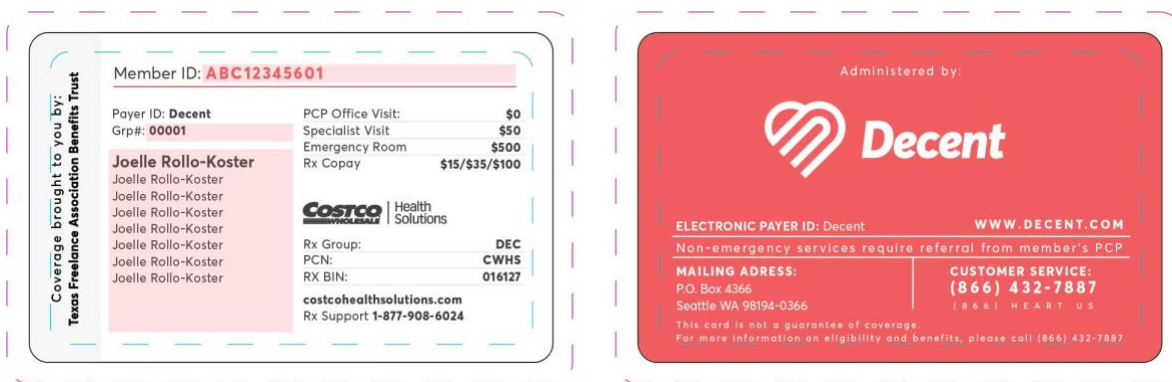 Coverage brought to you by:
Texas Freelance Association Benefits Trust
Member ID: ABC12345601
Payer ID: Decent
Grp#: 00001
Joelle Rollo-Koster
Joelle Rollo-Koster
Joelle Rollo-Koster
Joelle Rollo-Koster
Joelle Rollo-Koster
Joelle Rollo-Koster
Joelle Rollo-Koster
Joelle Rollo-Koster
PCP Office Visit: $0
Specialist Visit $50
Emergency Room $500
Rx Copay $15/$35/$100
COSTCO WHOLESALE Health Solutions
Rx Group: DEC
PCN: CWHS
RX BIN: 016127
costcohealthsolutions.com
Rx Support 1-877-908-6024
Administered by:
Decent
ELECTRONIC PAYER ID: Decent WWW.DECENT.COM
Non-emergency services require referral from member's PCP
MAILING ADRESS:
P.O. Box 4366
Seattle WA 98194-0366
CUSTOMER SERVICE:
(866) 432-7887
(866) HEART US
This card is not a guarantee of coverage.
For more information on eligibility and benefits, please call (866) 432-7887